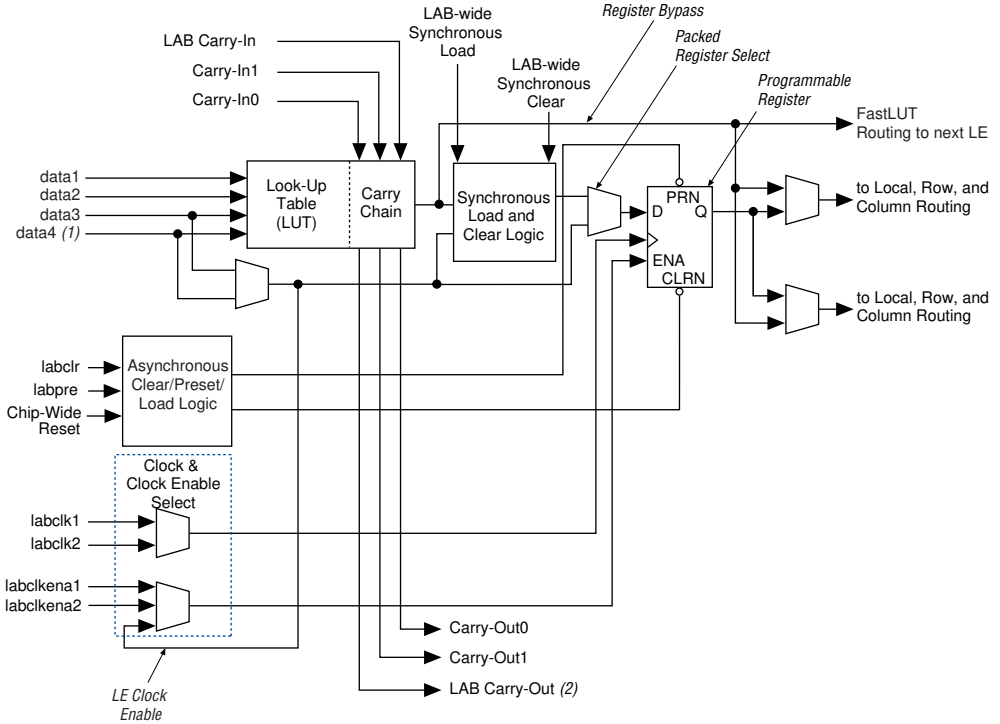 Register Bypass
LAB-wide
Synchronous
Load
Packed
Register Select
LAB Carry-In
Carry-In1
Carry-In0
LAB-wide
Synchronous
Clear
Programmable
Register
FastLUT
Routing to next LE
data1
data2
data3
data4 (1)
Look-Up
Table
(LUT)
Carry
Chain
Synchronous
Load and
Clear Logic
PRN
D
Q
ENA
CLRN
to Local, Row, and
Column Routing
to Local, Row, and
Column Routing
labclr
labpre
Chip-Wide
Reset
Asynchronous
Clear/Preset/
Load Logic
Clock &
Clock Enable
Select
labclk1
labclk2
labclkena1
labclkena2
Carry-Out0
Carry-Out1
LAB Carry-Out (2)
LE Clock
Enable